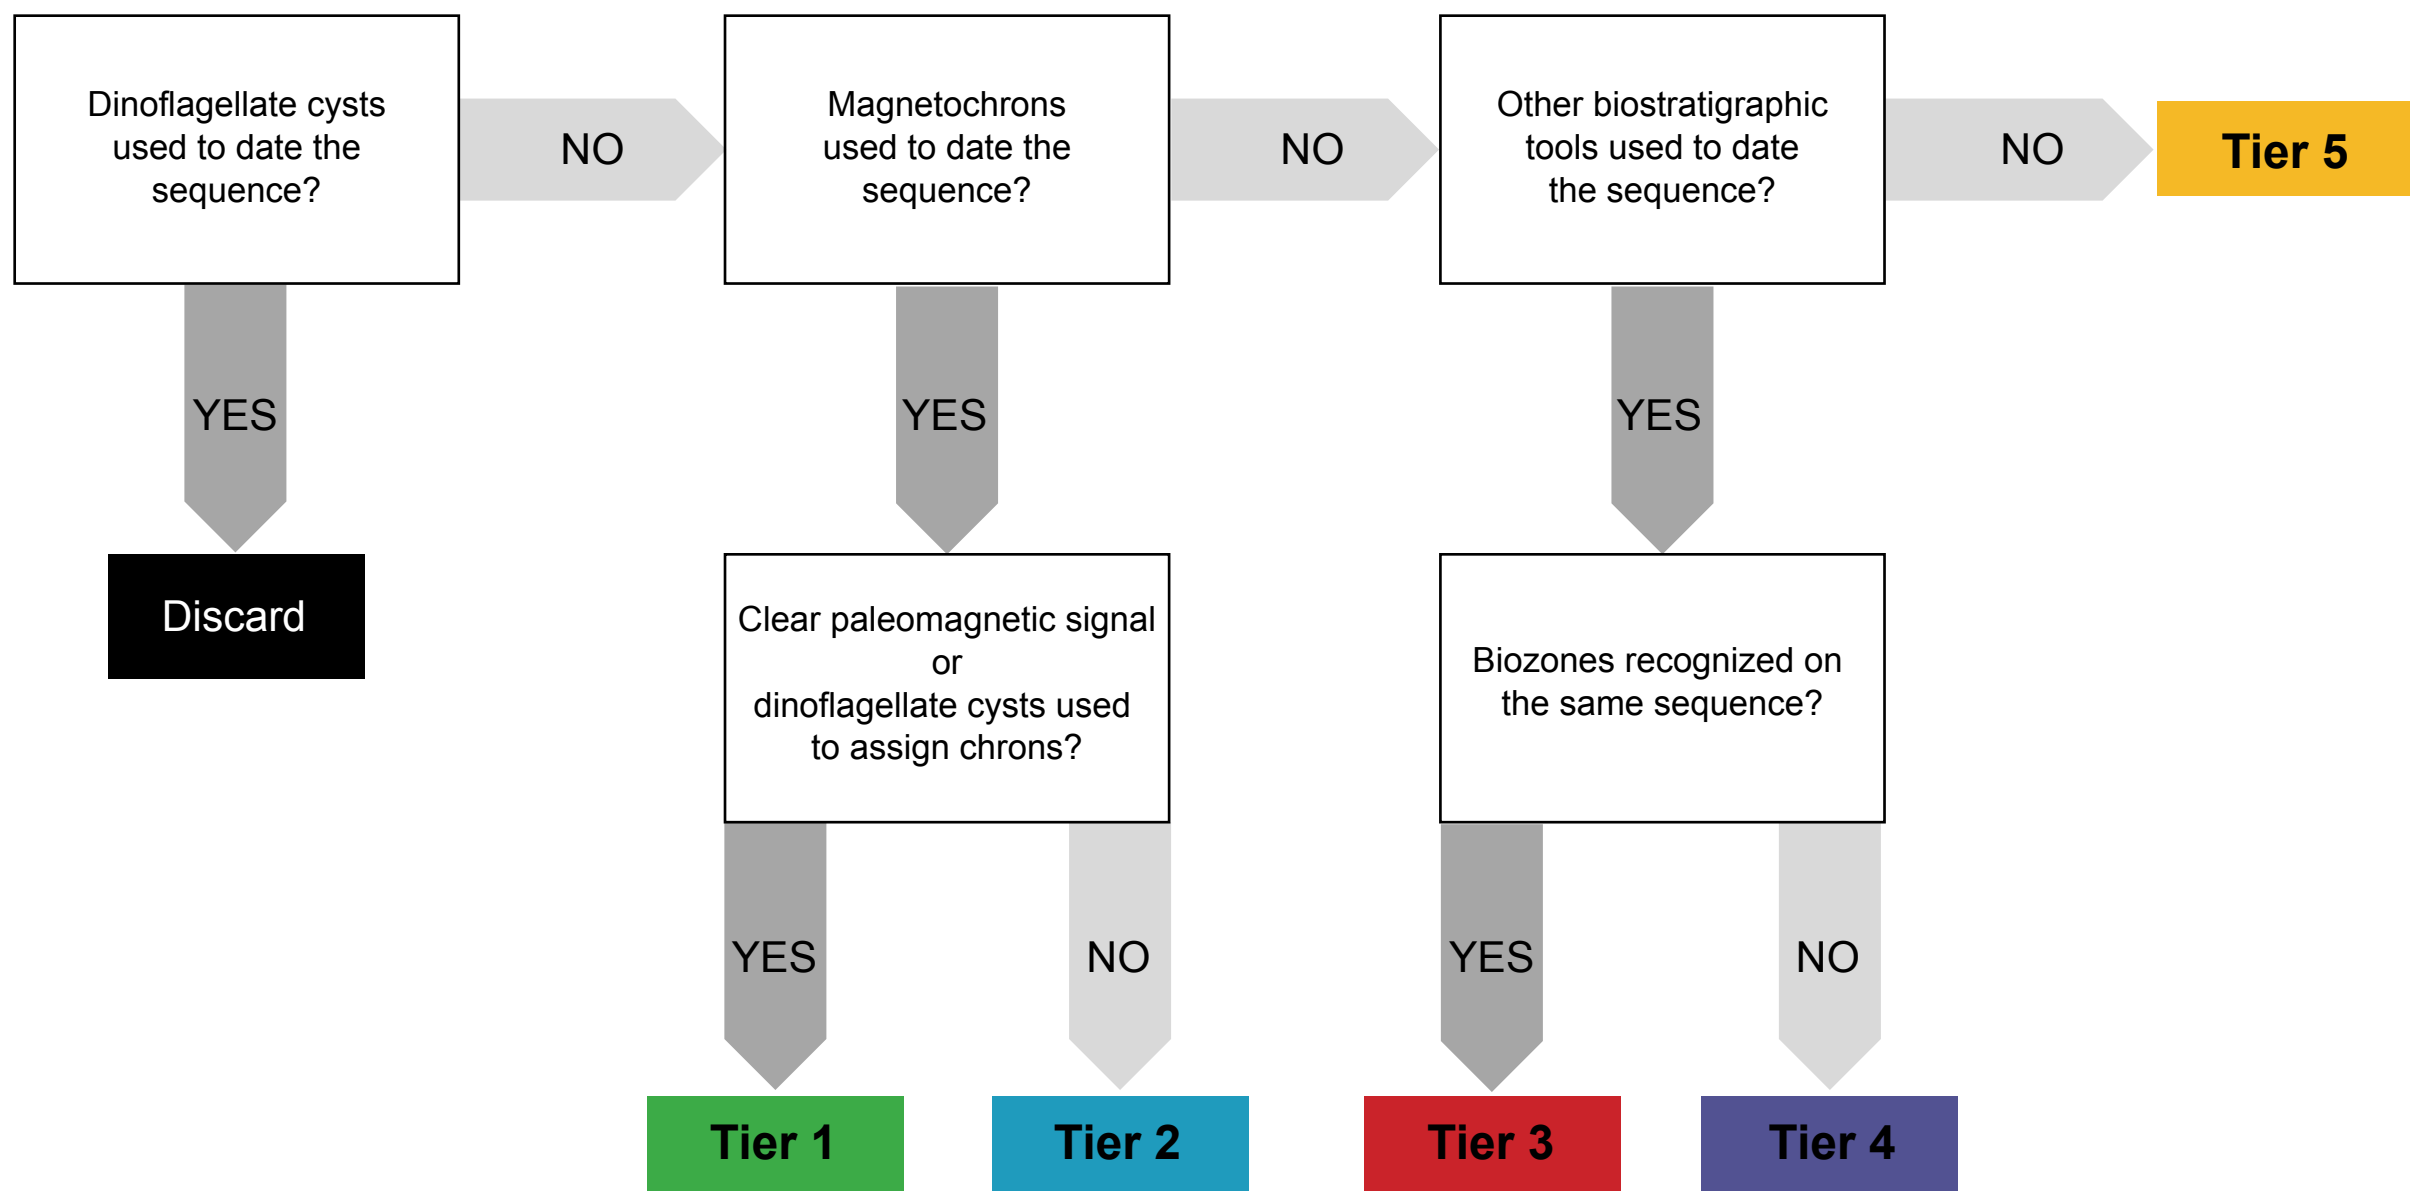 Dinoflagellate cysts
used to date the
sequence?
NO
Magnetochrons
used to date the
sequence?
NO
Other biostratigraphic
tools used to date
the sequence?
NO
Tier 5
YES
YES
YES
Discard
Clear paleomagnetic signal
or
dinoflagellate cysts used
to assign chrons?
Biozones recognized on
the same sequence?
YES
NO
YES
NO
Tier 1
Tier 2
Tier 3
Tier 4